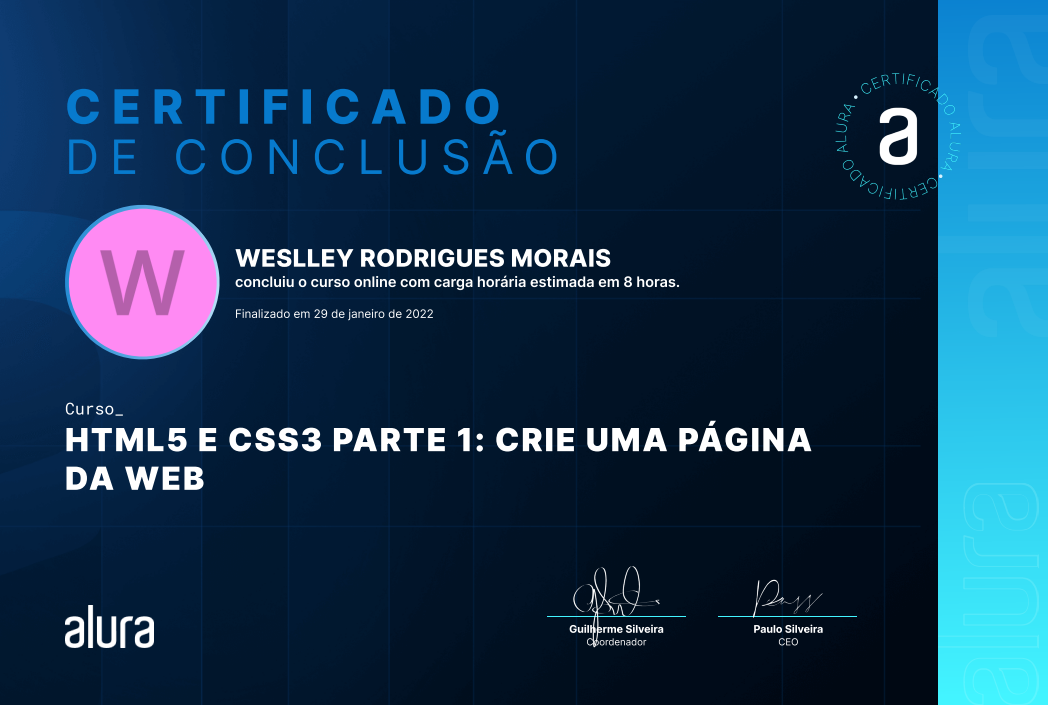 CERTIFICADO
DE CONCLUSÃO
CERTIFICADO ALURA • CERTIFICADO ALURA •
a
W
WESLLEY RODRIGUES MORAIS
concluiu o curso online com carga horária estimada em 8 horas.
Finalizado em 29 de janeiro de 2022
Curso_
HTML5 E CSS3 PARTE 1: CRIE UMA PÁGINA
DA WEB
alura
Guilherme Silveira
Coordenador
Paulo Silveira
CEO
alura
alura